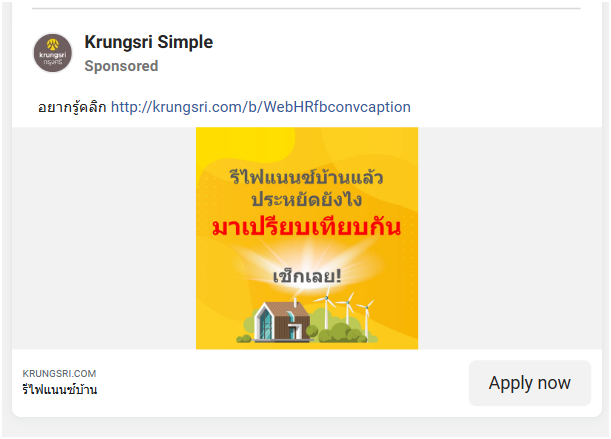 krungsri
กรุงศรี
Krungsri Simple
Sponsored
อยากรู้คลิก http://krungsri.com/b/WebHRfbconvcaption
รีไฟแนนซ์บ้านแล้ว
ประหยัดยังไง
มาเปรียบเทียบกัน
เช็กเลย!
KRUNGSRI.COM
รีไฟแนนซ์บ้าน
Apply now